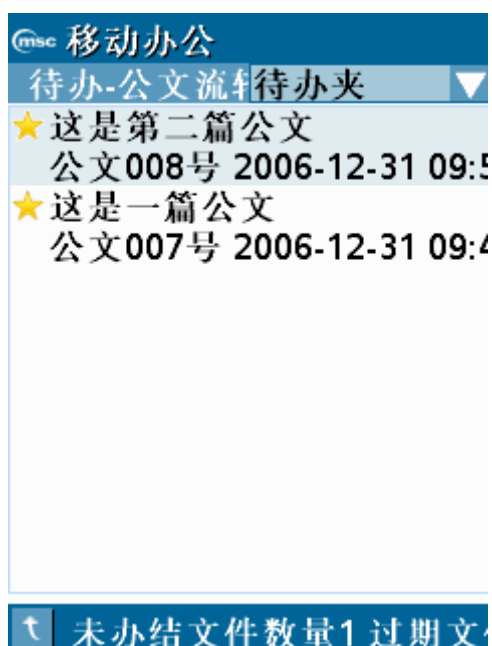 msc 移动办公
待办-公文流转 待办夹
这是第二篇公文
公文008号 2006-12-31 09:5
这是一篇公文
公文007号 2006-12-31 09:4
未办结文件数量1 过期文件